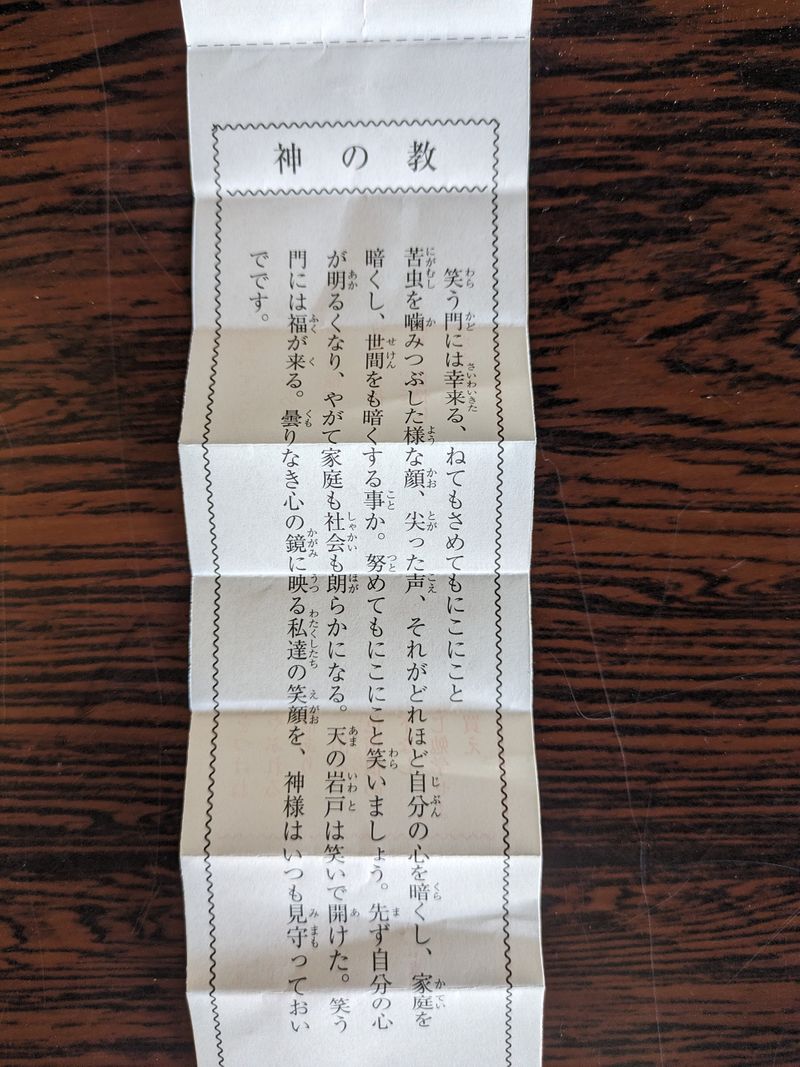 神の教
笑う門には幸来る、ねてもさめてもにこにこと
苦虫を噛みつぶした様な顔、尖った声、それがどれほど自分の心を暗くし、家庭を
暗くし、世間をも暗くする事か。努めてもにこにこと笑いましょう。先ず自分の心
が明るくなり、やがて家庭も社会も朗らかになる。天の岩戸は笑いで開けた。笑う
門には福が来る。曇りなき心の鏡に映る私達の笑顔を、神様はいつも見守っておい
でです。